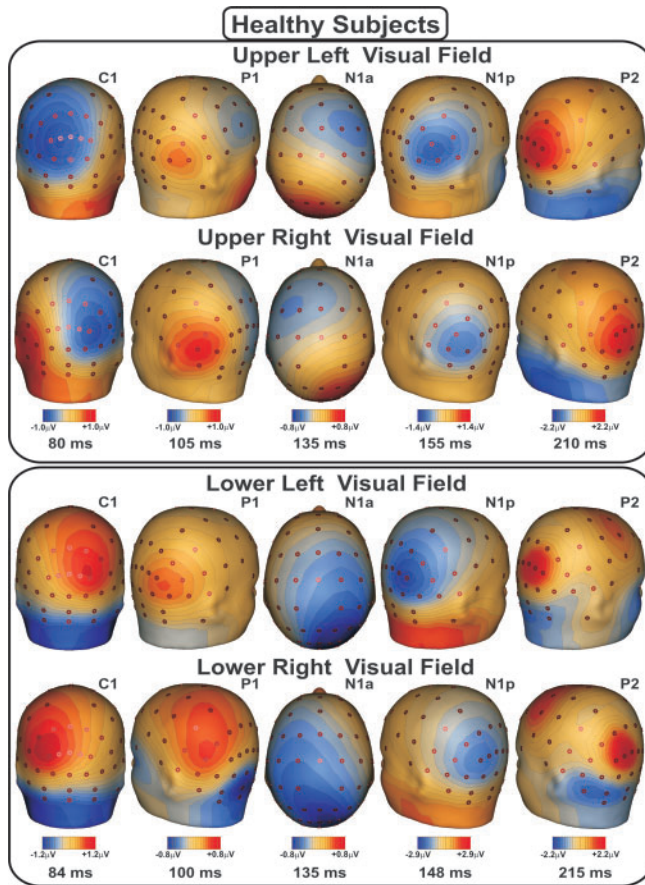 Healthy Subjects
Upper Left Visual Field
C1 P1 N1a N1p P2
Upper Right Visual Field
C1 P1 N1a N1p P2
-1.0µV +1.0µV -1.0µV +1.0µV -0.8µV +0.8µV -1.4µV +1.4µV -2.2µV +2.2µV
80 ms 105 ms 135 ms 155 ms 210 ms
Lower Left Visual Field
C1 P1 N1a N1p P2
Lower Right Visual Field
C1 P1 N1a N1p P2
-1.2µV +1.2µV -0.8µV +0.8µV -0.8µV +0.8µV -2.9µV +2.9µV -2.2µV +2.2µV
84 ms 100 ms 135 ms 148 ms 215 ms